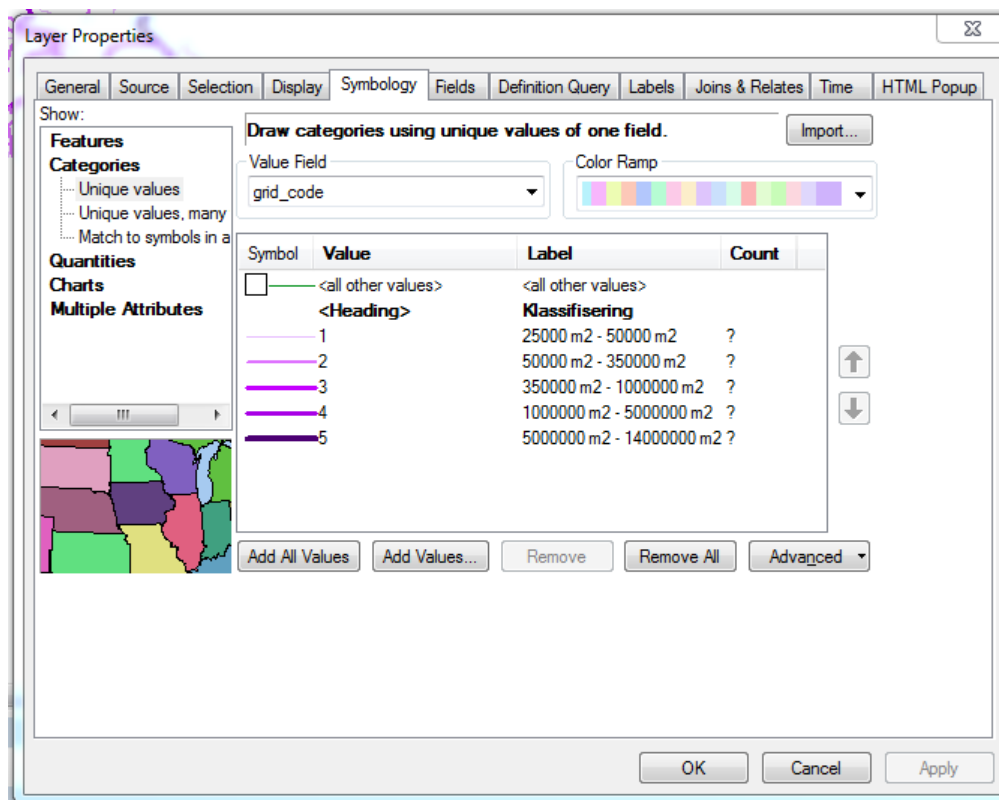 Layer Properties
General Source Selection Display Symbology Fields Definition Query Labels Joins & Relates Time HTML Popup
Show:
Features
Categories
Unique values
Unique values, many
Match to symbols in a
Quantities
Charts
Multiple Attributes
Draw categories using unique values of one field.
Import...
Value Field
grid_code
Color Ramp
Symbol Value Label Count
<all other values> <all other values>
<Heading> Klassifisering
1 25000 m2 - 50000 m2 ?
2 50000 m2 - 350000 m2 ?
3 350000 m2 - 1000000 m2 ?
4 1000000 m2 - 5000000 m2 ?
5 5000000 m2 - 14000000 m2 ?
Add All Values Add Values... Remove Remove All Advanced
OK Cancel Apply